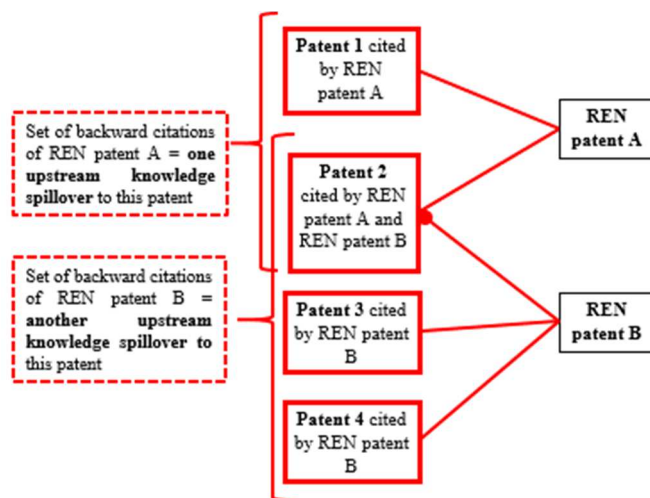 Set of backward citations
of REN patent A = one
upstream knowledge
spillover to this patent
Set of backward citations
of REN patent B =
another upstream
knowledge spillover to
this patent
Patent 1 cited
by REN
patent A
Patent 2
cited by REN
patent A and
REN patent B
Patent 3 cited
by REN patent
B
Patent 4 cited
by REN patent
B
REN
patent A
REN
patent B